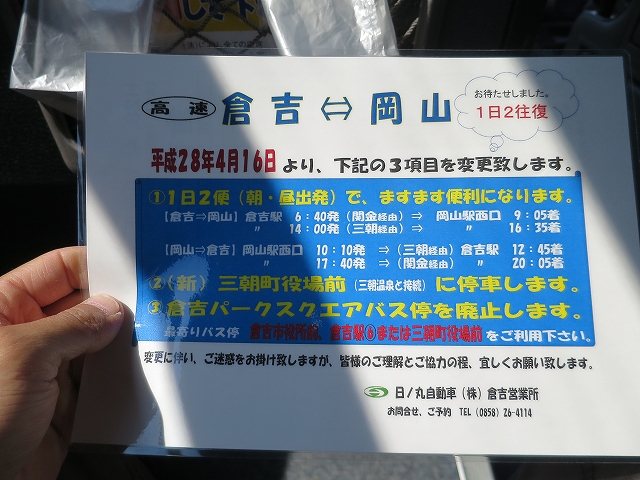 お待たせしました。
1日2往復
高速 倉吉⇔岡山
平成28年4月16日より、下記の3項目を変更致します。
①1日2便(朝・昼出発)で、ますます便利になります。
【倉吉⇒岡山】倉吉駅 6:40発(関金経由)⇒ 岡山駅西口 9:05着
〃 14:00発(三朝経由)⇒ 〃 16:35着
【岡山⇒倉吉】岡山駅西口 10:10発 ⇒(三朝経由)倉吉駅 12:45着
〃 17:40発 ⇒(関金経由) 〃 20:05着
②(新)三朝町役場前(三朝温泉と接続)に停車します。
③倉吉パークスクエアバス停を廃止します。
最寄りバス停 倉吉市役所前、倉吉駅⑥または三朝町役場前をご利用下さい。
変更に伴い、ご迷惑をお掛け致しますが、皆様のご理解とご協力の程、宜しくお願い致します。
日ノ丸自動車(株)倉吉営業所
お問合せ、ご予約 TEL(0858)26-4114